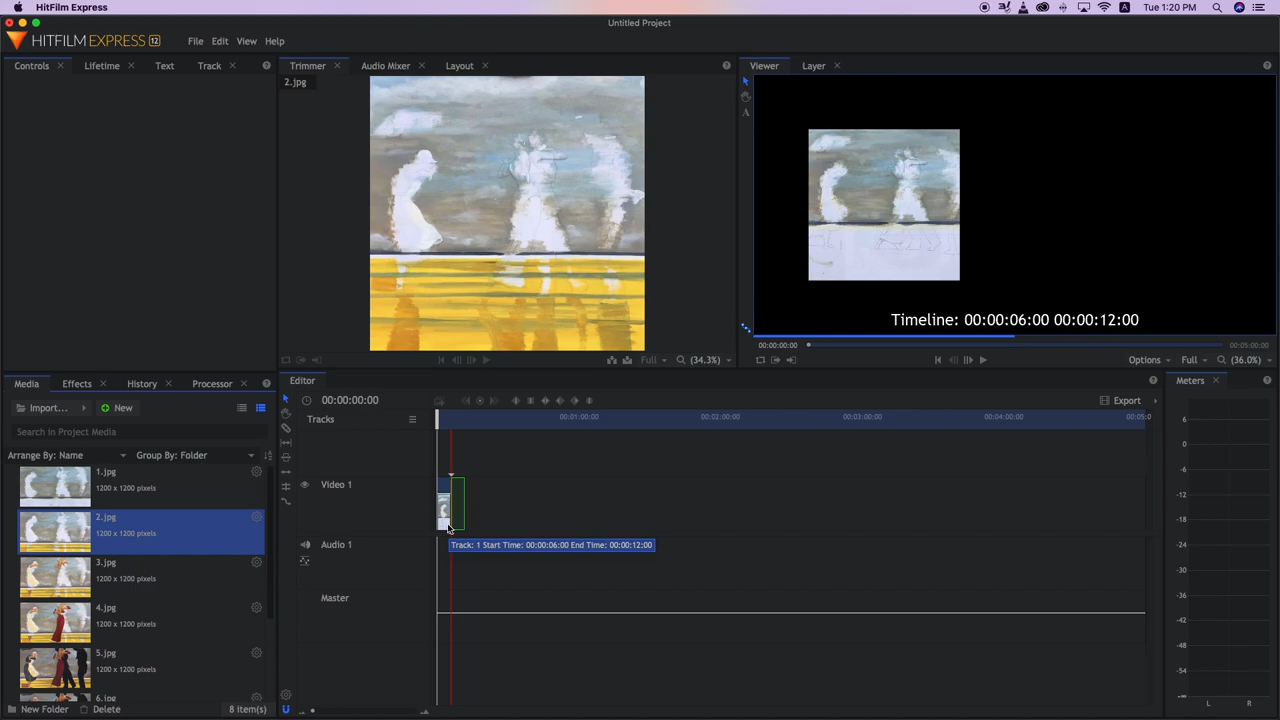 HitFilm Express
A Tue 1:20 PM
Untitled Project
HITFILM EXPRESS 12 File Edit View Help
Controls Lifetime Text Track
Trimmer Audio Mixer Layout
Viewer Layer
2.jpg
A
Timeline: 00:00:06:00 00:00:12:00
00:00:00:00 00:05:00:00
Full (34.3%)
Options Full (36.0%)
Media Effects History Processor
Editor
Meters
Import... New
00:00:00:00
Export
Search in Project Media
Tracks
00:01:00:00 00:02:00:00 00:03:00:00 00:04:00:00 00:05:0
Arrange By: Name Group By: Folder
1.jpg
1200 x 1200 pixels
2.jpg
1200 x 1200 pixels
3.jpg
1200 x 1200 pixels
4.jpg
1200 x 1200 pixels
5.jpg
1200 x 1200 pixels
6.jpg
New Folder Delete 8 item(s)
Video 1
Track: 1 Start Time: 00:00:06:00 End Time: 00:00:12:00
Audio 1
Master
6
0
-6
-12
-18
-24
-30
-36
-42
-48
-54
-∞
L R